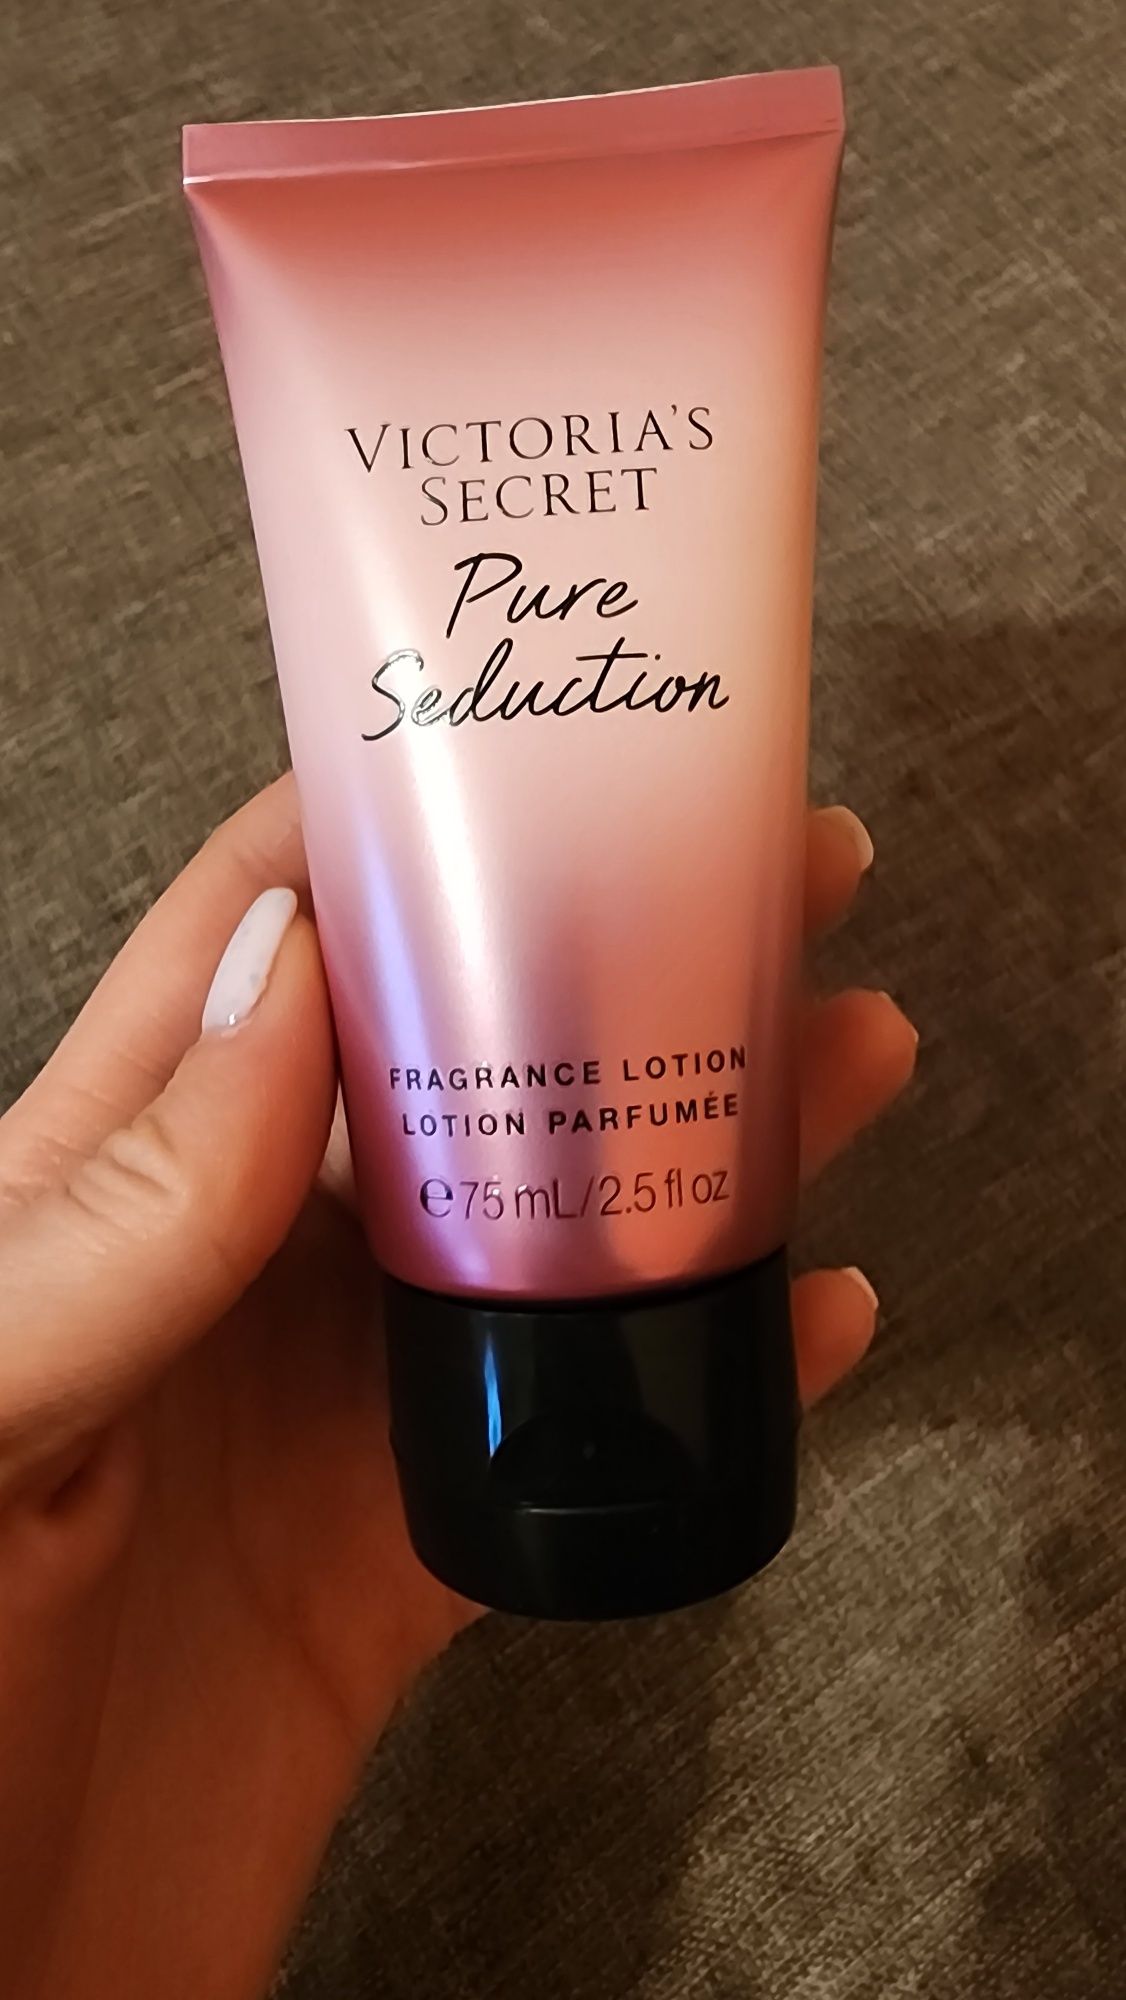 VICTORIA'S
SECRET
Pure
Seduction
FRAGRANCE LOTION
LOTION PARFUMÉE
℮75 mL/2.5 fl oz